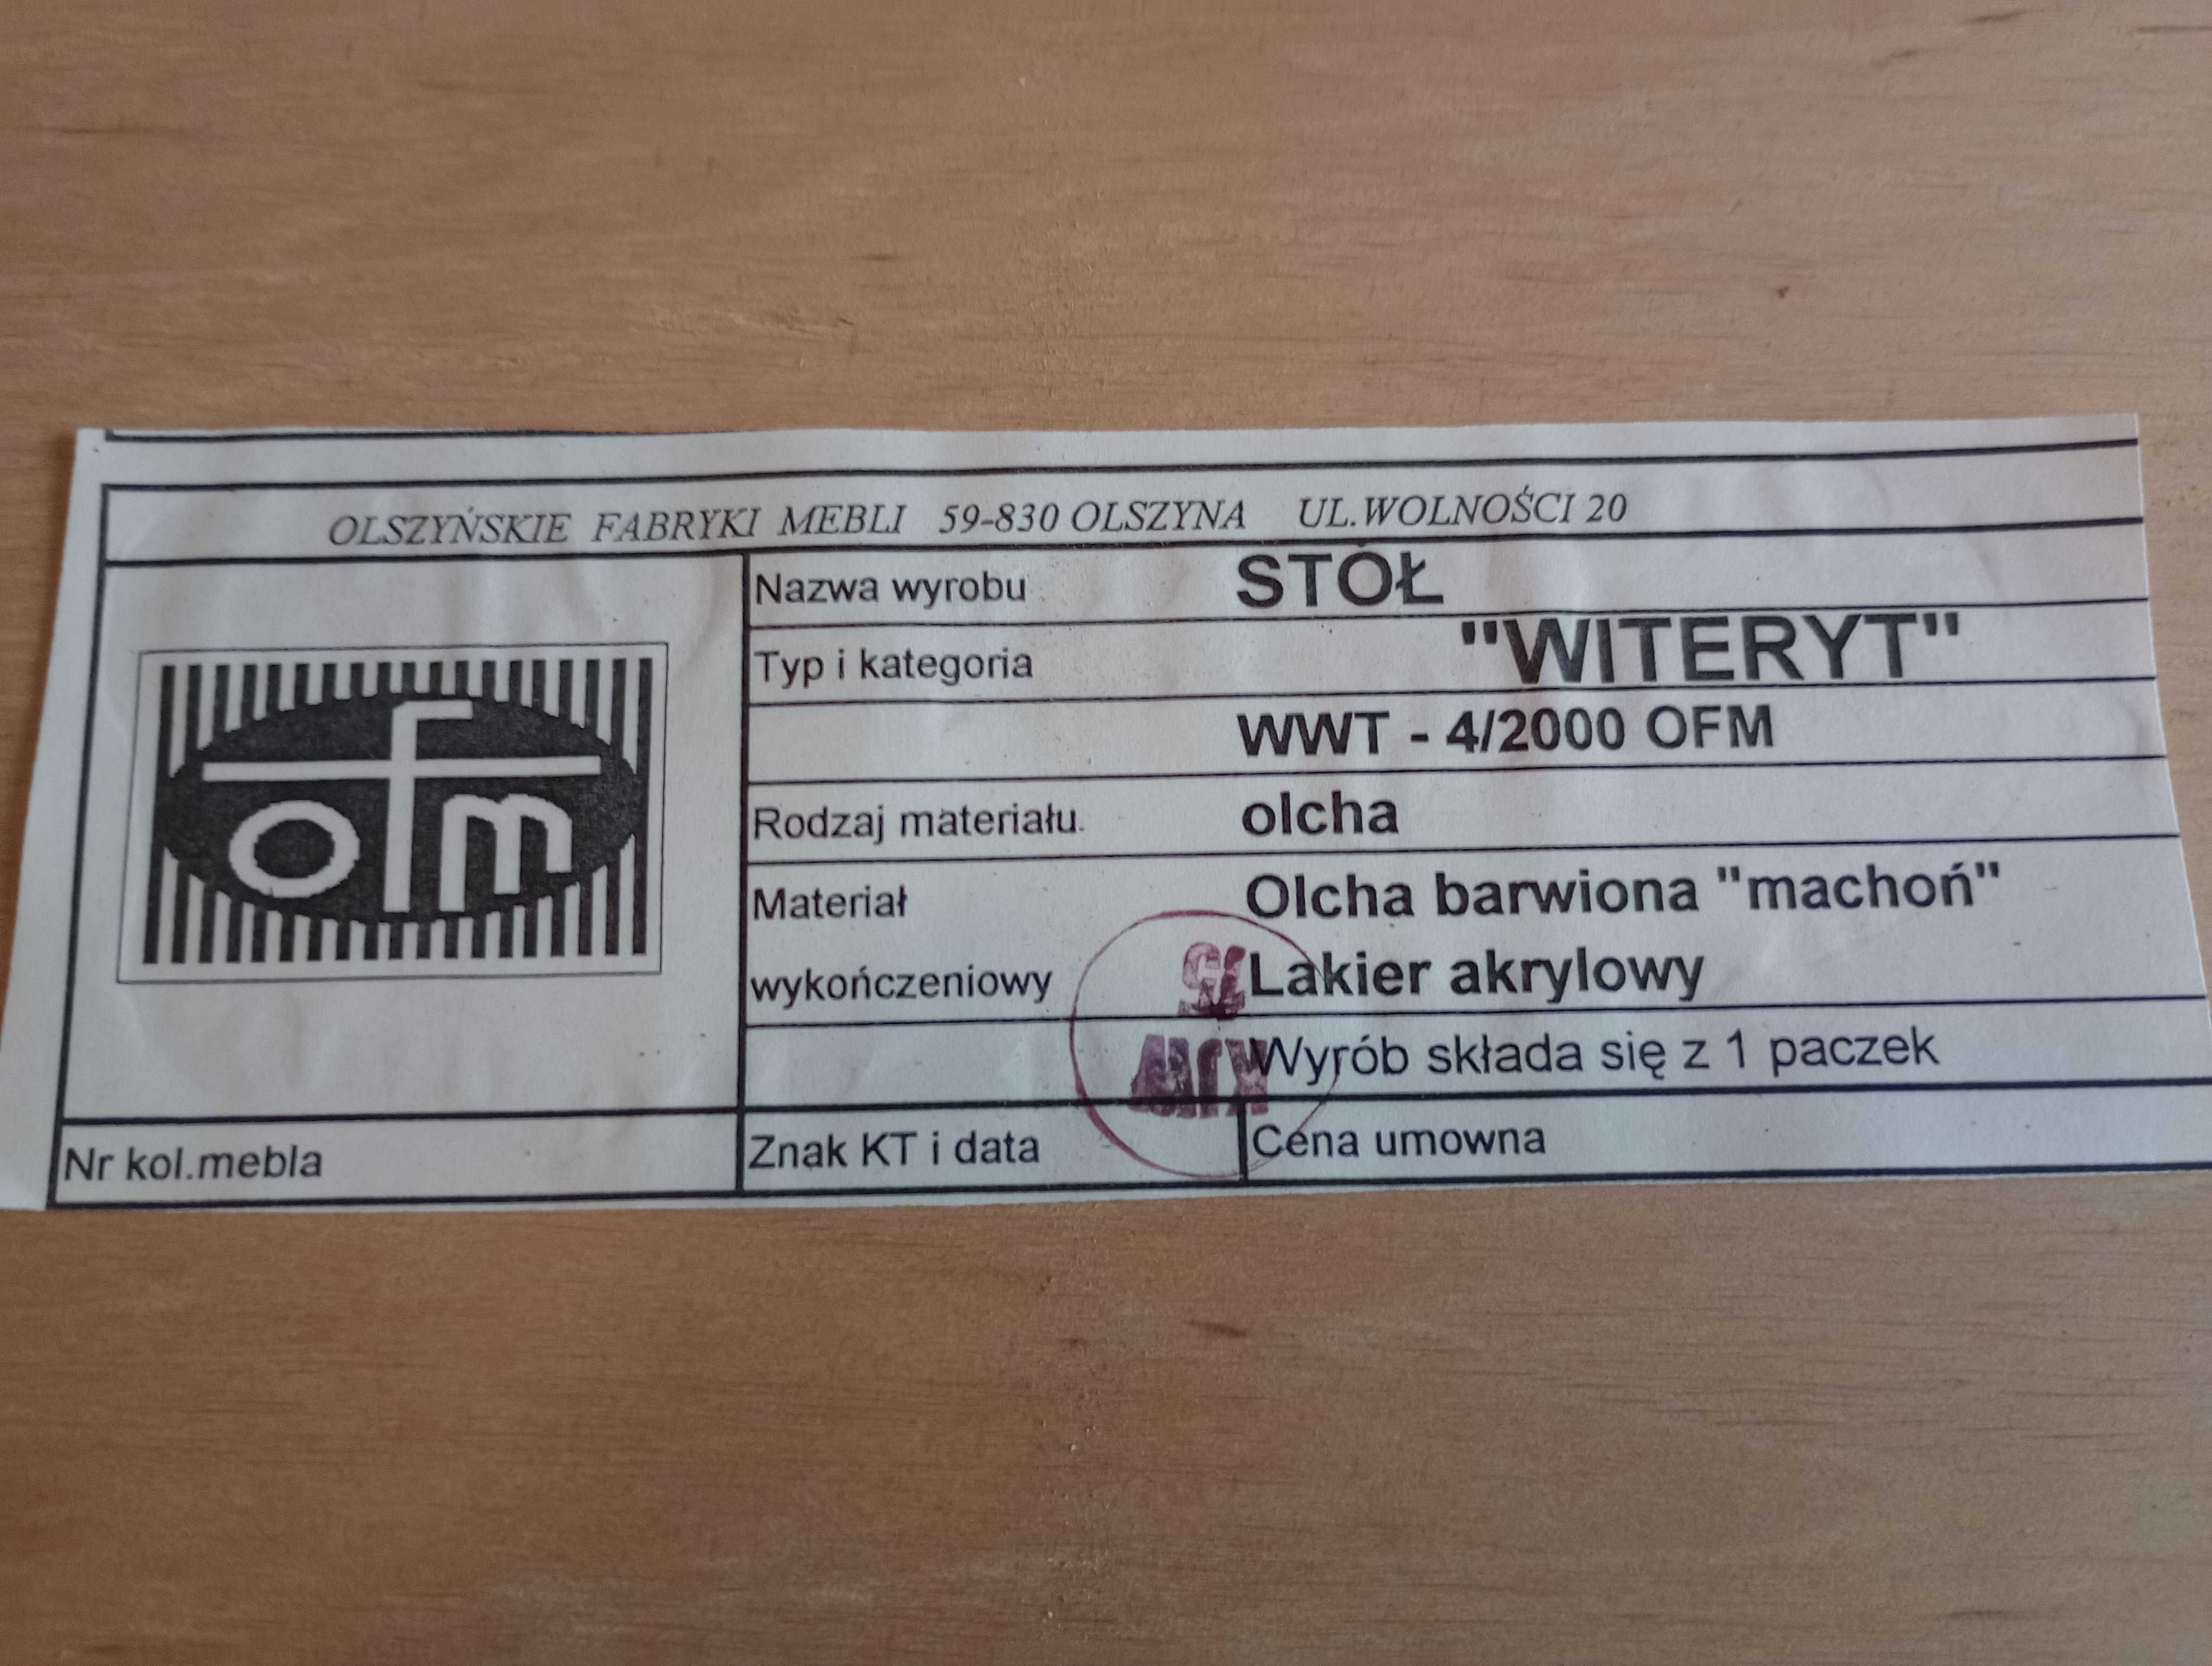 OLSZYŃSKIE FABRYKI MEBLI 59-830 OLSZYNA UL.WOLNOŚCI 20
ofm
Nazwa wyrobu STÓŁ
Typ i kategoria "WITERYT"
WWT - 4/2000 OFM
Rodzaj materiału. olcha
Materiał Olcha barwiona "machoń"
wykończeniowy Lakier akrylowy
Wyrób składa się z 1 paczek
Nr kol.mebla Znak KT i data Cena umowna